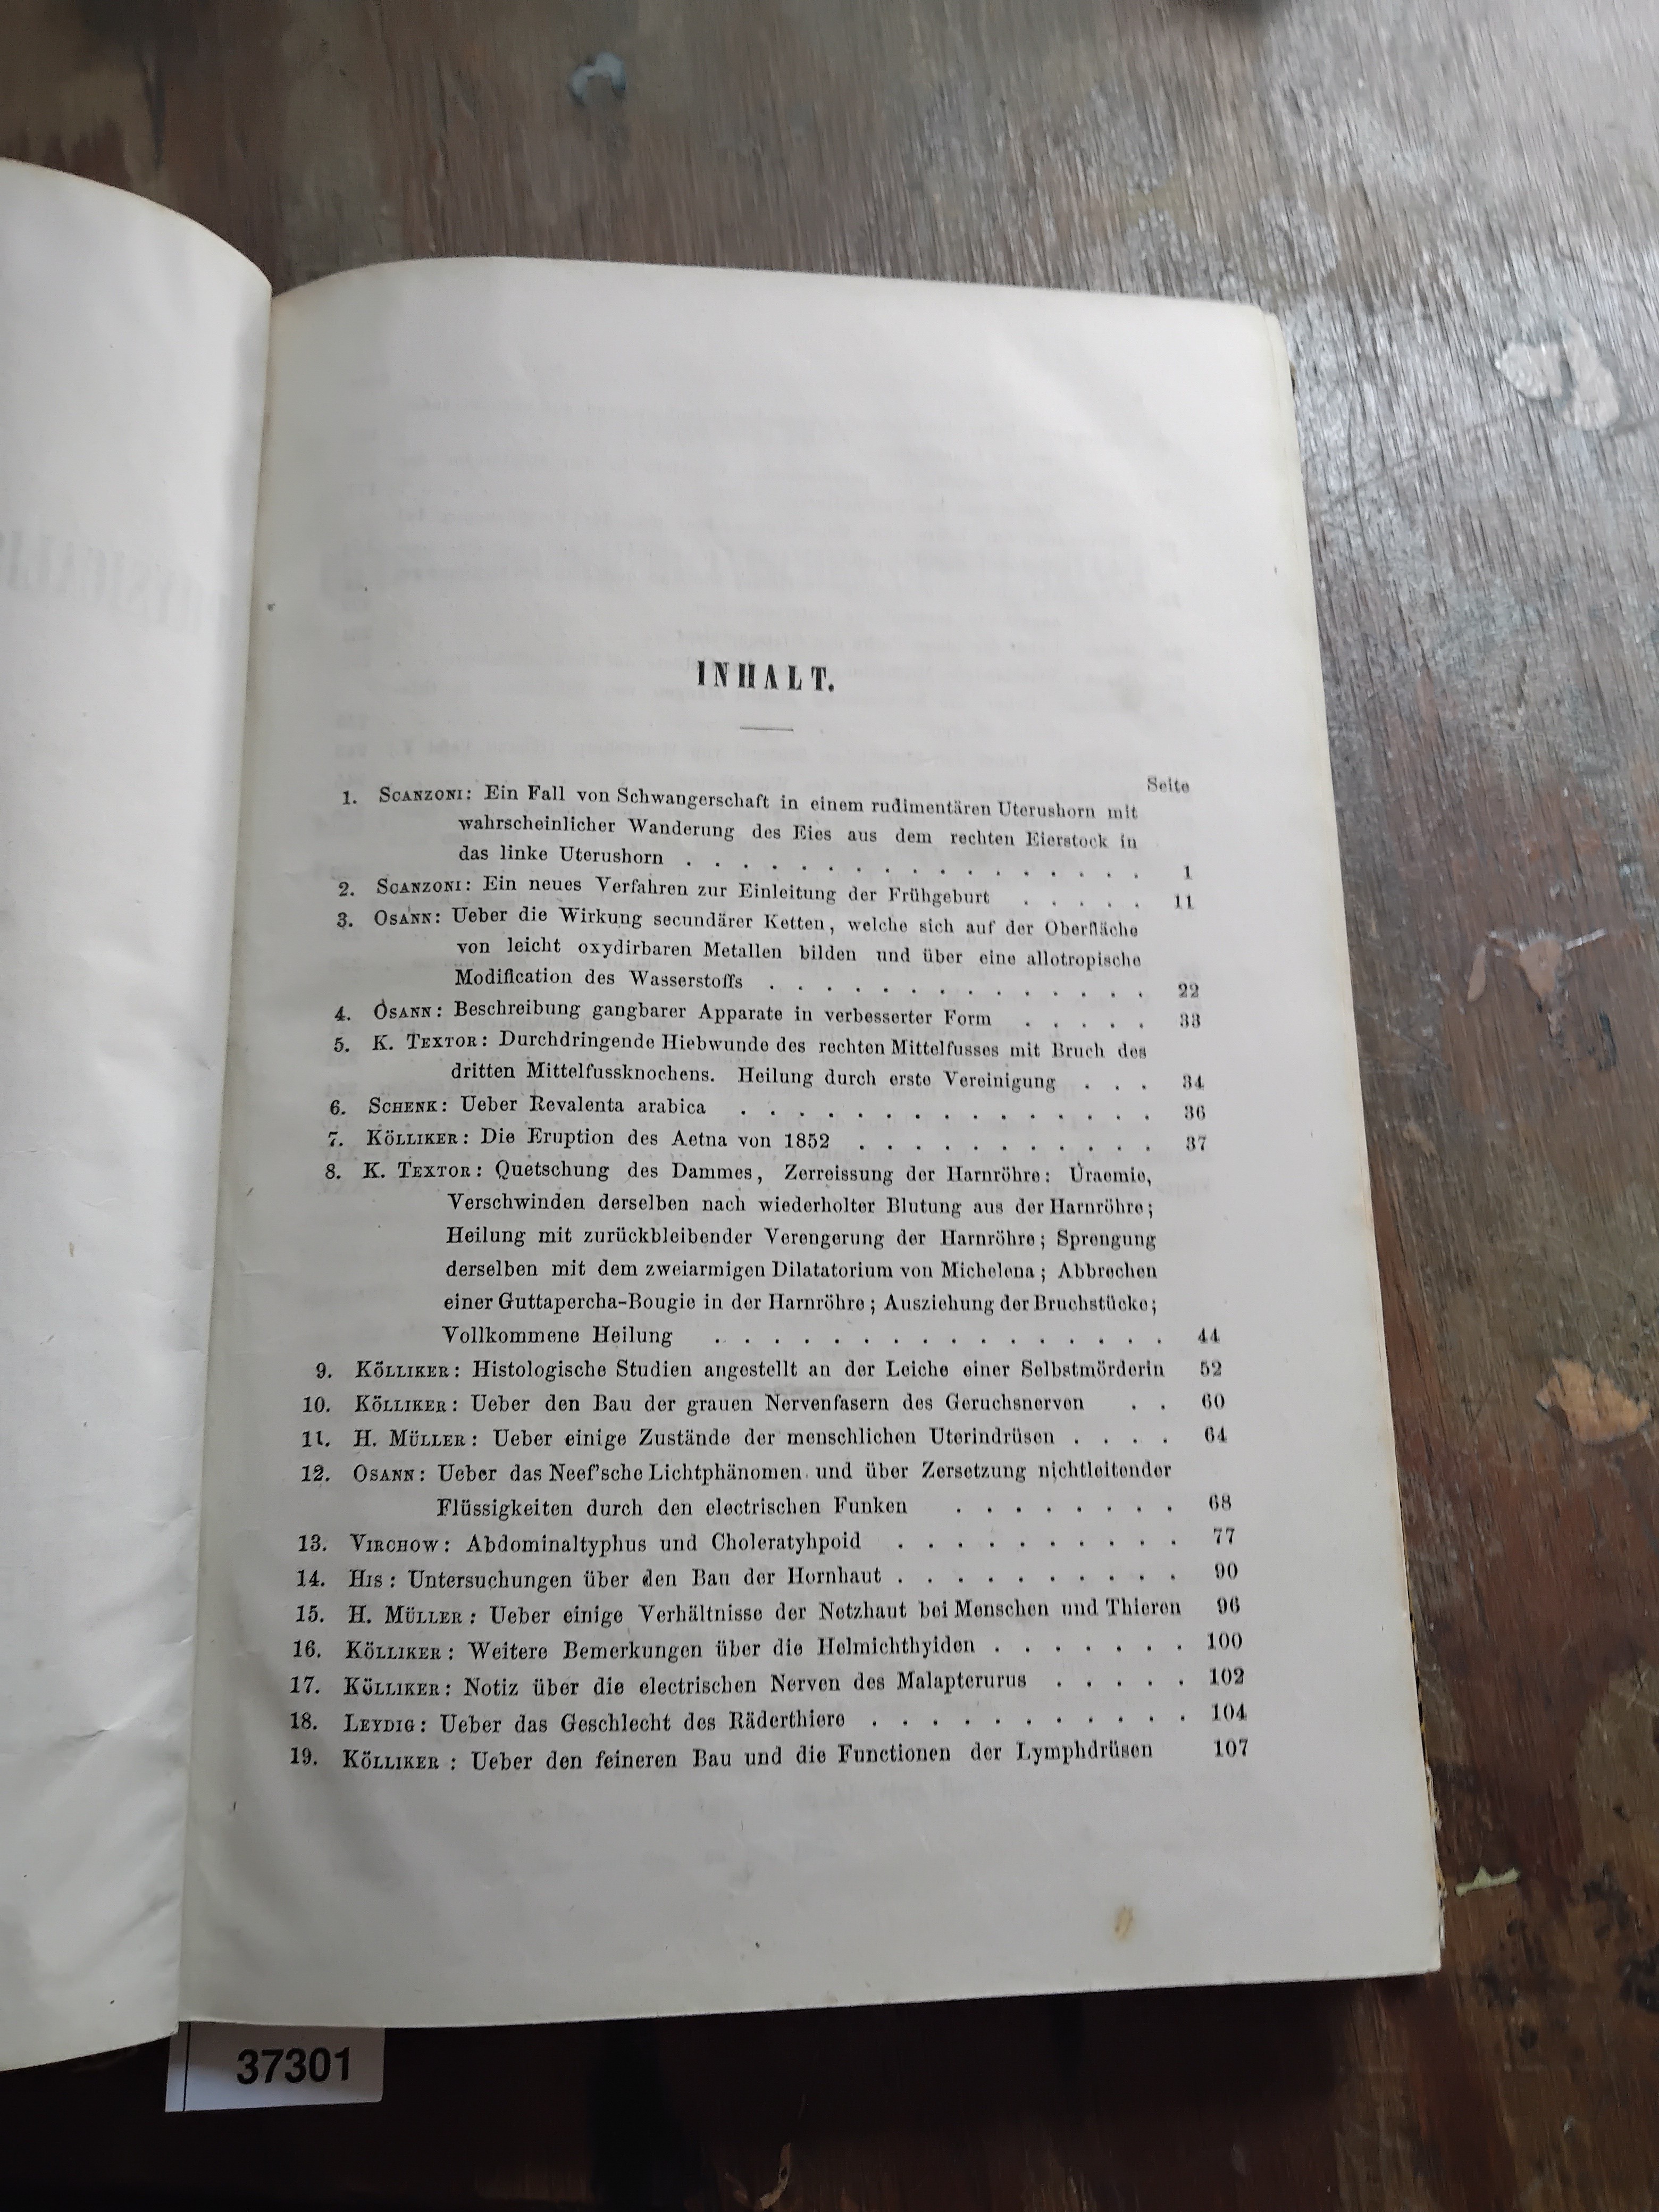 INHALT.
Seite
1. SCANZONI: Ein Fall von Schwangerschaft in einem rudimentären Uterushorn mit
wahrscheinlicher Wanderung des Eies aus dem rechten Eierstock in
das linke Uterushorn . . . . . . . . . . . . . . . . 1
2. SCANZONI: Ein neues Verfahren zur Einleitung der Frühgeburt . . . . . 11
3. OSANN: Ueber die Wirkung secundärer Ketten, welche sich auf der Oberfläche
von leicht oxydirbaren Metallen bilden und über eine allotropische
Modification des Wasserstoffs . . . . . . . . . . . . . . 22
4. OSANN: Beschreibung gangbarer Apparate in verbesserter Form . . . . . 33
5. K. TEXTOR: Durchdringende Hiebwunde des rechten Mittelfusses mit Bruch des
dritten Mittelfussknochens. Heilung durch erste Vereinigung . . . 34
6. SCHENK: Ueber Revalenta arabica . . . . . . . . . . . . . . . 36
7. KÖLLIKER: Die Eruption des Aetna von 1852 . . . . . . . . . . . 37
8. K. TEXTOR: Quetschung des Dammes, Zerreissung der Harnröhre: Uraemie,
Verschwinden derselben nach wiederholter Blutung aus der Harnröhre;
Heilung mit zurückbleibender Verengerung der Harnröhre; Sprengung
derselben mit dem zweiarmigen Dilatatorium von Michelena; Abbrechen
einer Guttapercha-Bougie in der Harnröhre; Ausziehung der Bruchstücke;
Vollkommene Heilung . . . . . . . . . . . . . . . . 44
9. KÖLLIKER: Histologische Studien angestellt an der Leiche einer Selbstmörderin 52
10. KÖLLIKER: Ueber den Bau der grauen Nervenfasern des Geruchsnerven . . 60
11. H. MÜLLER: Ueber einige Zustände der menschlichen Uterindrüsen . . . . 64
12. OSANN: Ueber das Neef'sche Lichtphänomen und über Zersetzung nichtleitender
Flüssigkeiten durch den electrischen Funken . . . . . . . . 68
13. VIRCHOW: Abdominaltyphus und Choleratyhpoid . . . . . . . . . . 77
14. HIS: Untersuchungen über den Bau der Hornhaut . . . . . . . . . . 90
15. H. MÜLLER: Ueber einige Verhältnisse der Netzhaut bei Menschen und Thieren 96
16. KÖLLIKER: Weitere Bemerkungen über die Helmichthyiden . . . . . . . 100
17. KÖLLIKER: Notiz über die electrischen Nerven des Malapterurus . . . . . 102
18. LEYDIG: Ueber das Geschlecht des Räderthiere . . . . . . . . . . . 104
19. KÖLLIKER: Ueber den feineren Bau und die Functionen der Lymphdrüsen 107
37301